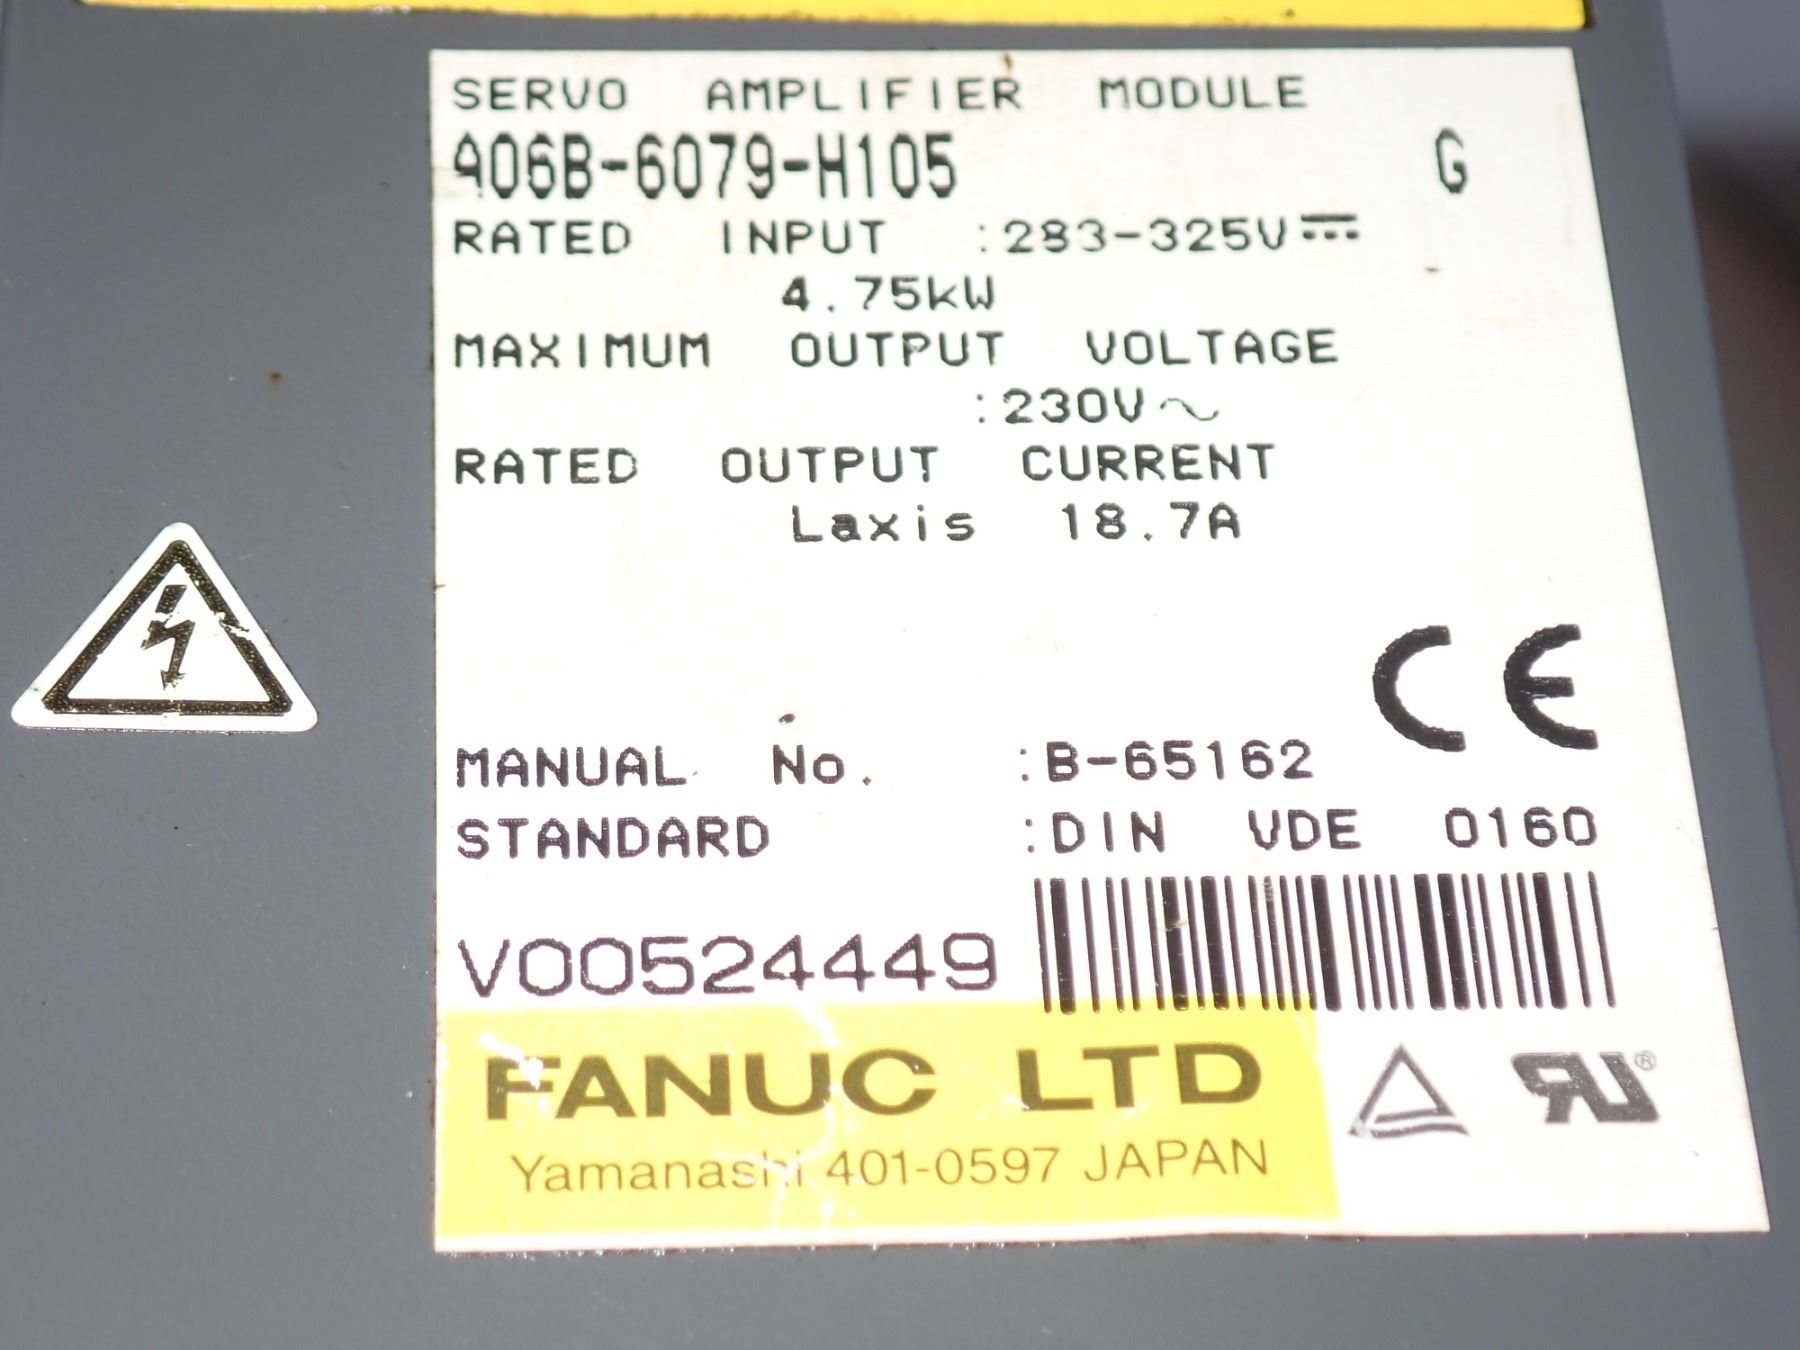 SERVO AMPLIFIER MODULE
A06B-6079-H105 G
RATED INPUT :283-325V⎓
4.75kW
MAXIMUM OUTPUT VOLTAGE
:230V～
RATED OUTPUT CURRENT
Laxis 18.7A
CE
MANUAL No. :B-65162
STANDARD :DIN VDE 0160
V00524449
FANUC LTD
Yamanashi 401-0597 JAPAN
RU®